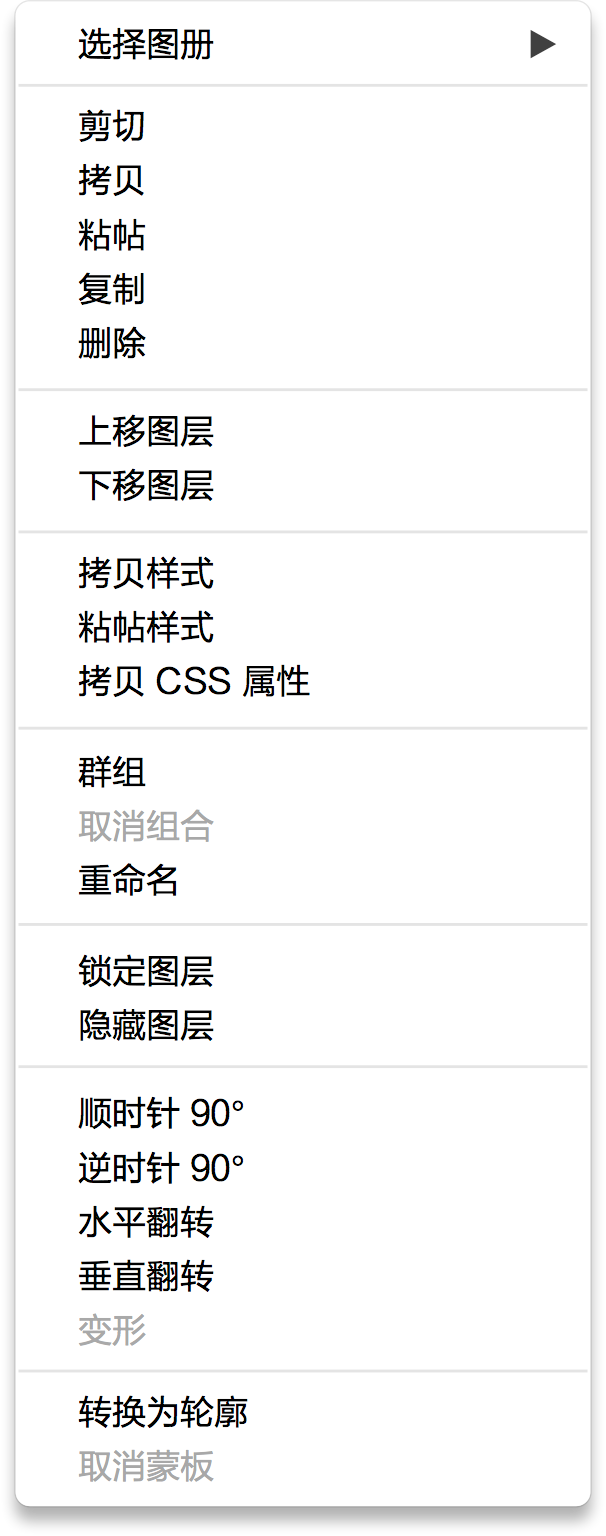 选择图册
剪切
拷贝
粘帖
复制
删除
上移图层
下移图层
拷贝样式
粘帖样式
拷贝 CSS 属性
群组
取消组合
重命名
锁定图层
隐藏图层
顺时针 90°
逆时针 90°
水平翻转
垂直翻转
变形
转换为轮廓
取消蒙板